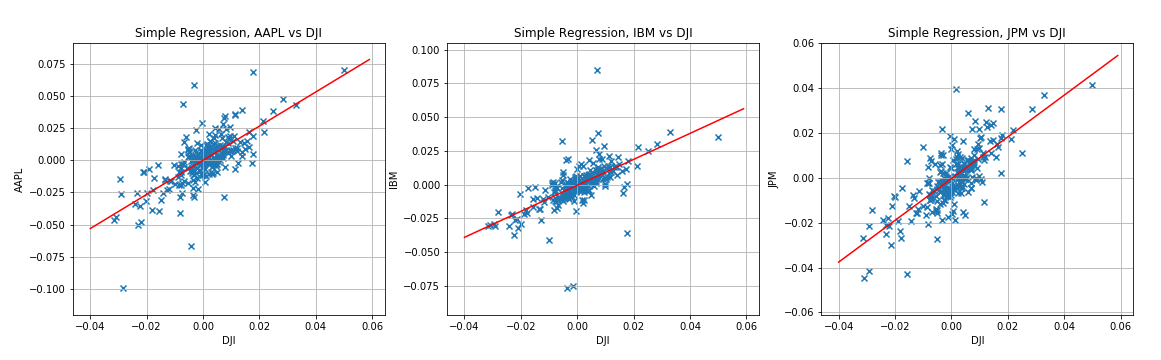 Simple Regression, AAPL vs DJI
0.075
0.050
0.025
0.000
−0.025
−0.050
−0.075
−0.100
AAPL
−0.04 −0.02 0.00 0.02 0.04 0.06
DJI
Simple Regression, IBM vs DJI
0.100
0.075
0.050
0.025
0.000
−0.025
−0.050
−0.075
IBM
−0.04 −0.02 0.00 0.02 0.04 0.06
DJI
Simple Regression, JPM vs DJI
0.06
0.04
0.02
0.00
−0.02
−0.04
−0.06
JPM
−0.04 −0.02 0.00 0.02 0.04 0.06
DJI